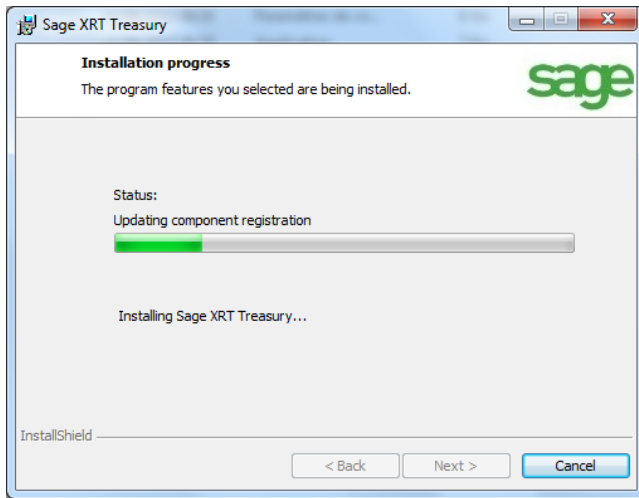 Sage XRT Treasury
Installation progress
The program features you selected are being installed.
sage
Status:
Updating component registration
Installing Sage XRT Treasury...
InstallShield
< Back
Next >
Cancel